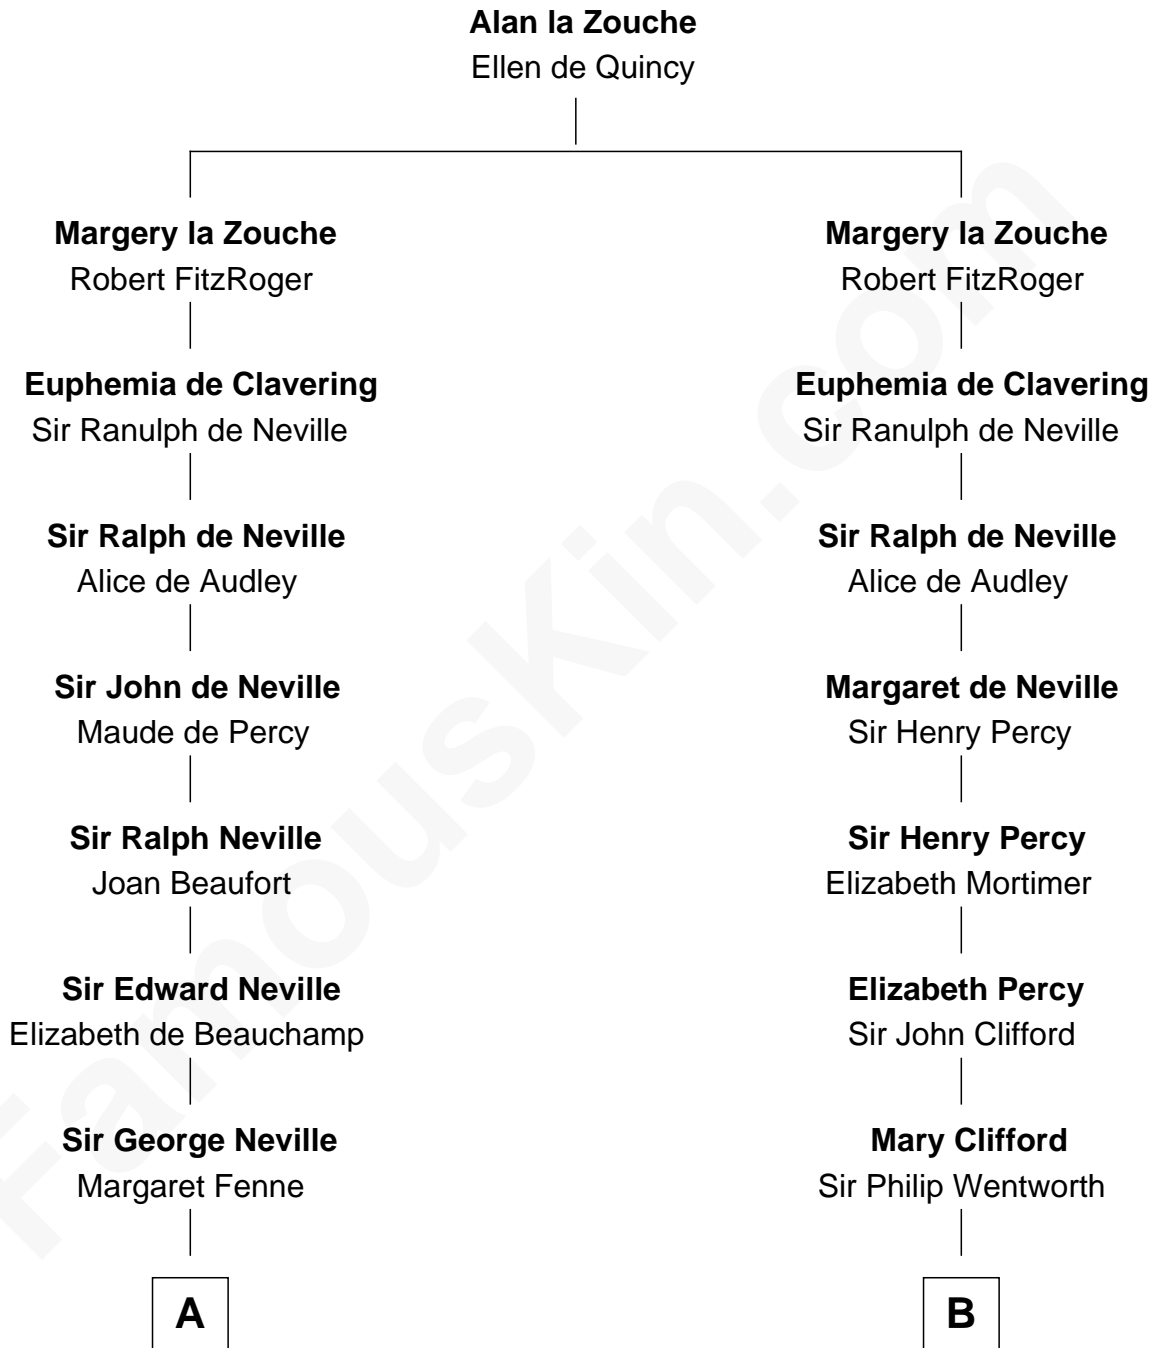 Alan la Zouche
Ellen de Quincy
Margery la Zouche
Robert FitzRoger
Margery la Zouche
Robert FitzRoger
Euphemia de Clavering
Sir Ranulph de Neville
Euphemia de Clavering
Sir Ranulph de Neville
Sir Ralph de Neville
Alice de Audley
Sir Ralph de Neville
Alice de Audley
Sir John de Neville
Maude de Percy
Margaret de Neville
Sir Henry Percy
Sir Ralph Neville
Joan Beaufort
Sir Henry Percy
Elizabeth Mortimer
Sir Edward Neville
Elizabeth de Beauchamp
Elizabeth Percy
Sir John Clifford
Sir George Neville
Margaret Fenne
Mary Clifford
Sir Philip Wentworth
A
B
FamousKin.com